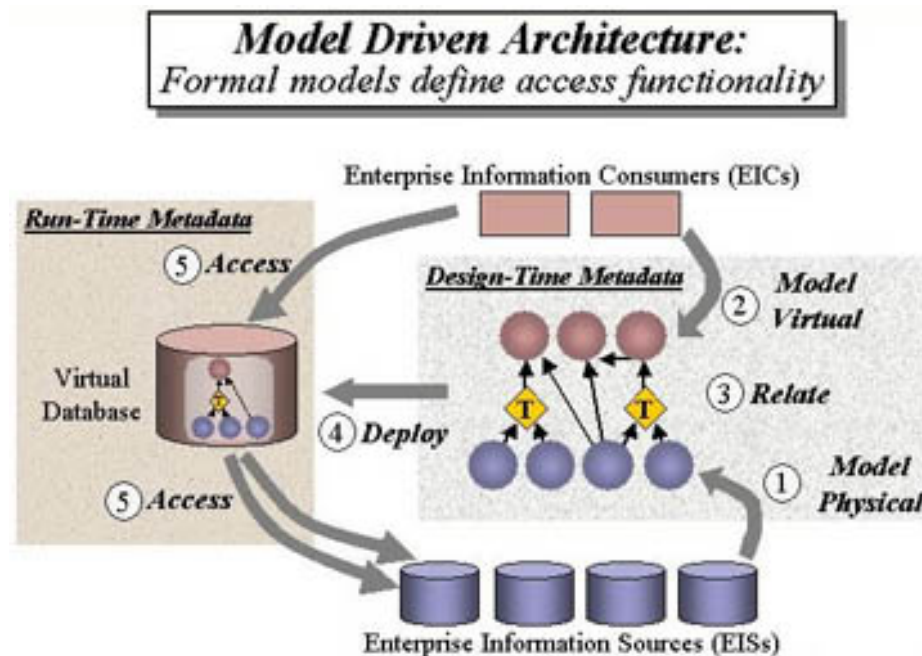 Model Driven Architecture:
Formal models define access functionality
Enterprise Information Consumers (EICs)
Run-Time Metadata
5 Access
Design-Time Metadata
2 Model
Virtual
Virtual
Database
T
T
T
3 Relate
4 Deploy
5 Access
1 Model
Physical
Enterprise Information Sources (EISs)